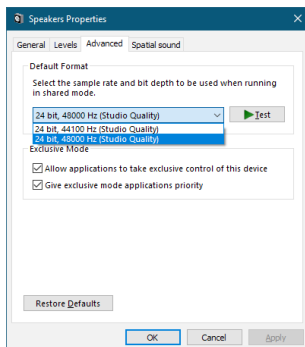 Speakers Properties
General Levels Advanced Spatial sound
Default Format
Select the sample rate and bit depth to be used when running
in shared mode.
24 bit, 48000 Hz (Studio Quality)
Test
24 bit, 44100 Hz (Studio Quality)
24 bit, 48000 Hz (Studio Quality)
Exclusive Mode
Allow applications to take exclusive control of this device
Give exclusive mode applications priority
Restore Defaults
OK Cancel Apply